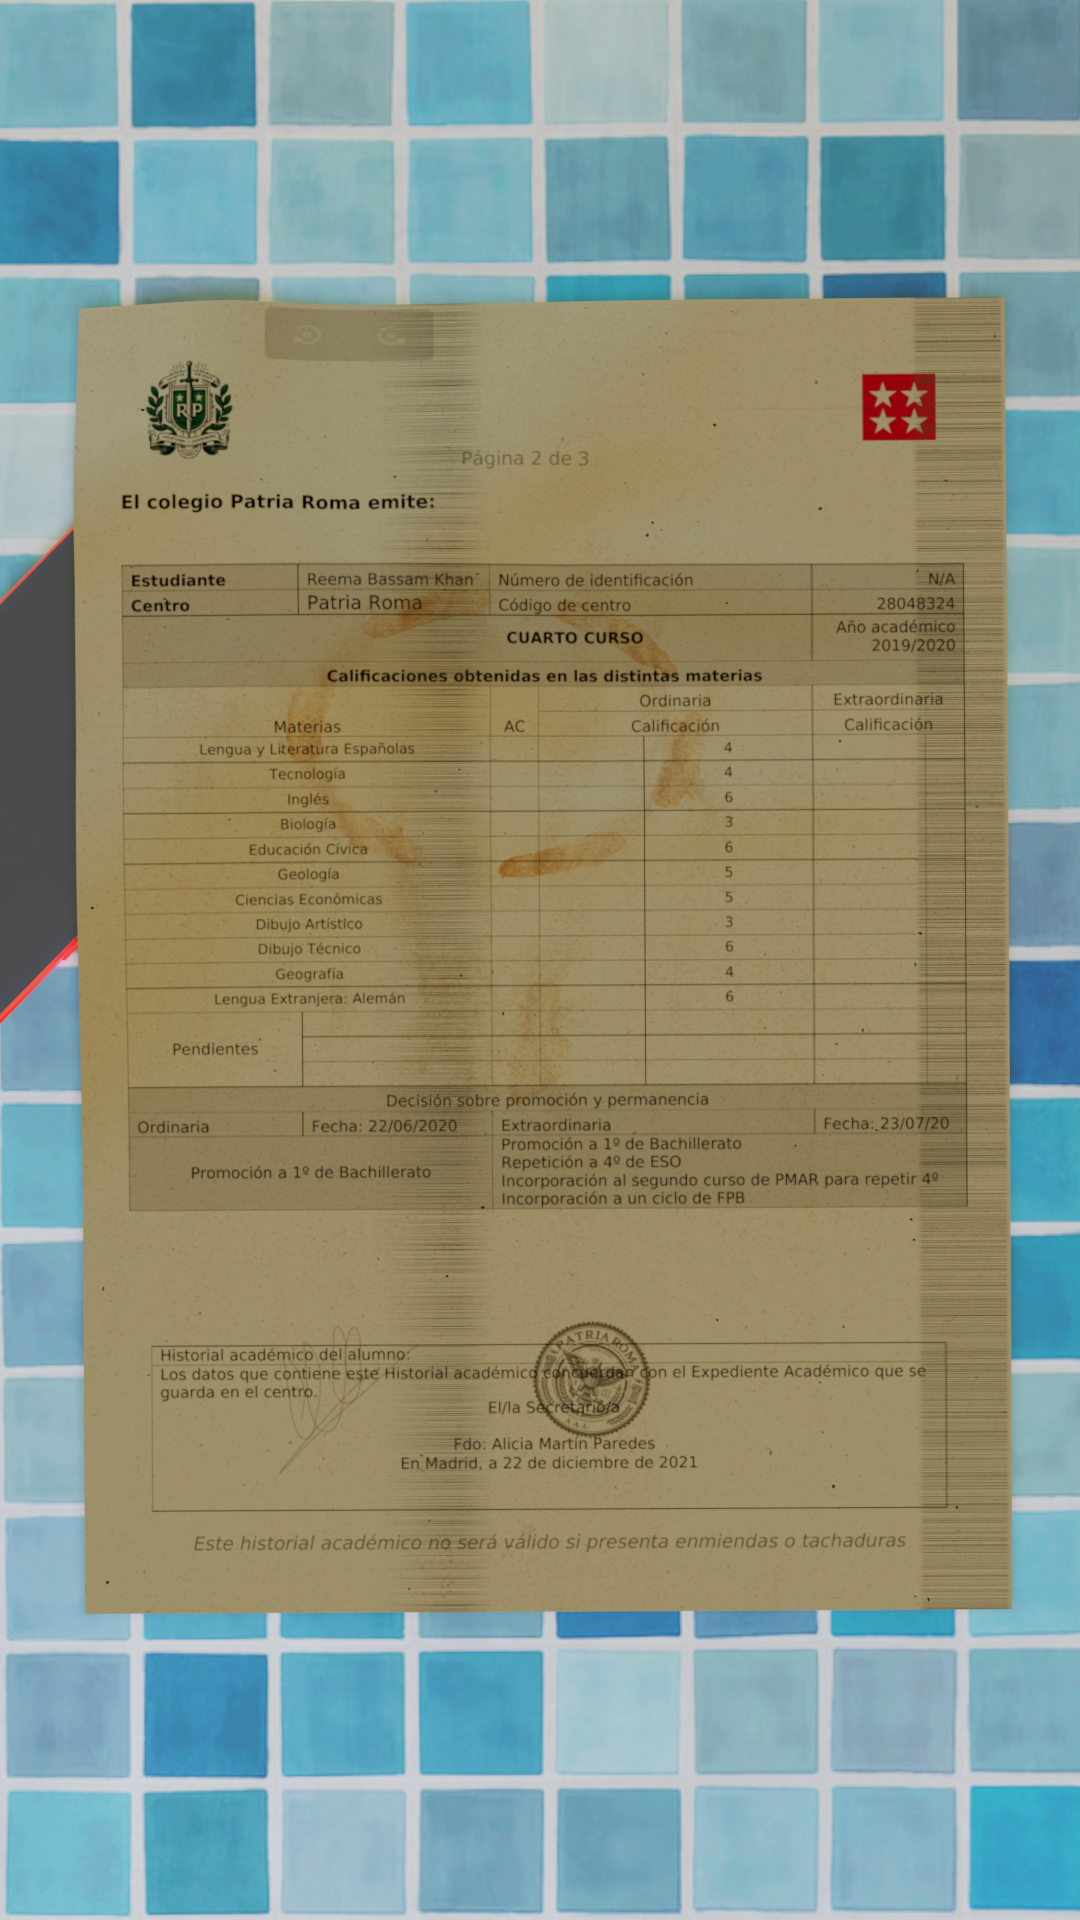 RP
Página 2 de 3
El colegio Patria Roma emite:
Estudiante Reema Bassam Khan Número de identificación N/A
Centro Patria Roma Código de centro 28048324
CUARTO CURSO Año académico 2019/2020
Calificaciones obtenidas en las distintas materias
Materias AC Ordinaria Extraordinaria
Calificación Calificación
Lengua y Literatura Españolas 4
Tecnología 4
Inglés 6
Biología 3
Educación Cívica 6
Geología 5
Ciencias Económicas 5
Dibujo Artístico 3
Dibujo Técnico 6
Geografía 4
Lengua Extranjera: Alemán 6
Pendientes
Decisión sobre promoción y permanencia
Ordinaria Fecha: 22/06/2020 Extraordinaria Fecha: 23/07/20
Promoción a 1º de Bachillerato
Promoción a 1º de Bachillerato
Repetición a 4º de ESO
Incorporación al segundo curso de PMAR para repetir 4º
Incorporación a un ciclo de FPB
Historial académico del alumno:
Los datos que contiene este Historial académico concuerdan con el Expediente Académico que se
guarda en el centro.
El/la Secretario/a
PATRIA ROMA
Fdo: Alicia Martín Paredes
En Madrid, a 22 de diciembre de 2021
Este historial académico no será válido si presenta enmiendas o tachaduras